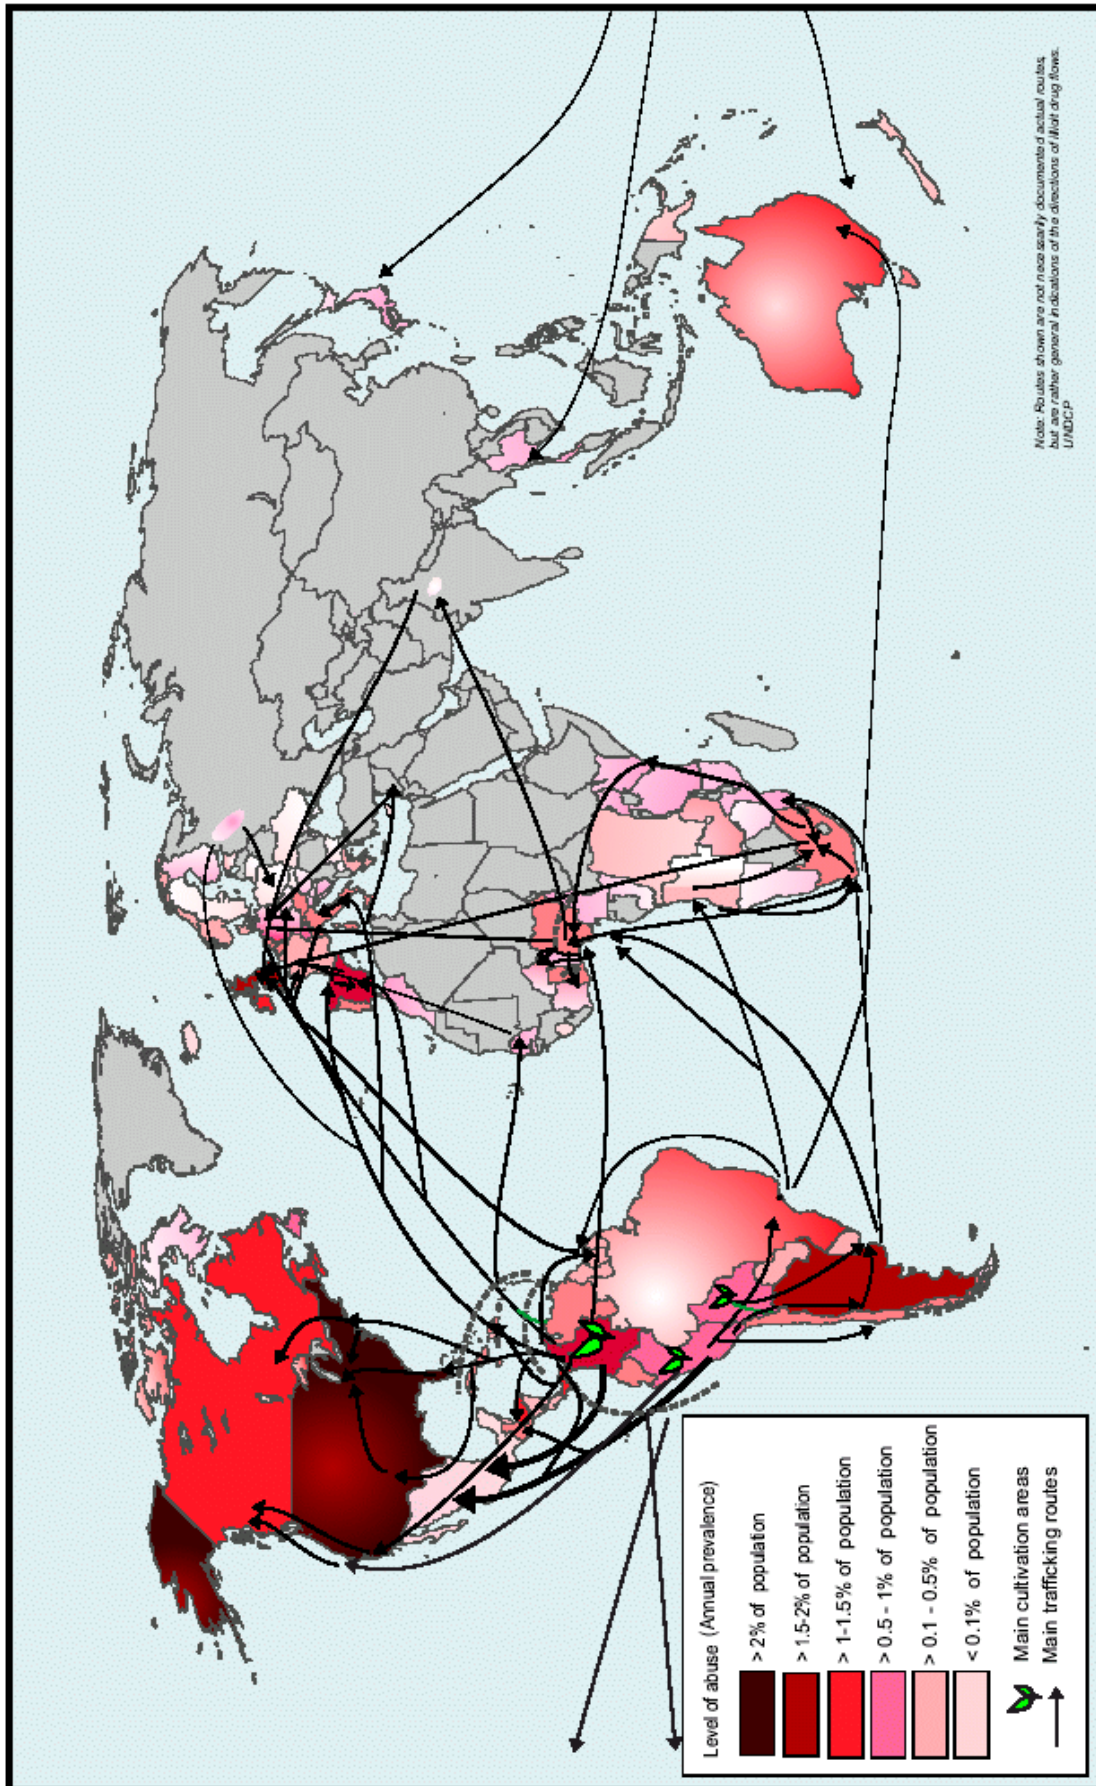 Note: Routes shown are not necessarily documented actual routes,
but are rather general indications of the directions of illicit drug flows.
UNDCP
Level of abuse (Annual prevalence)
> 2% of population
> 1.5-2% of population
> 1-1.5% of population
> 0.5 - 1% of population
> 0.1 - 0.5% of population
< 0.1% of population
Main cultivation areas
Main trafficking routes